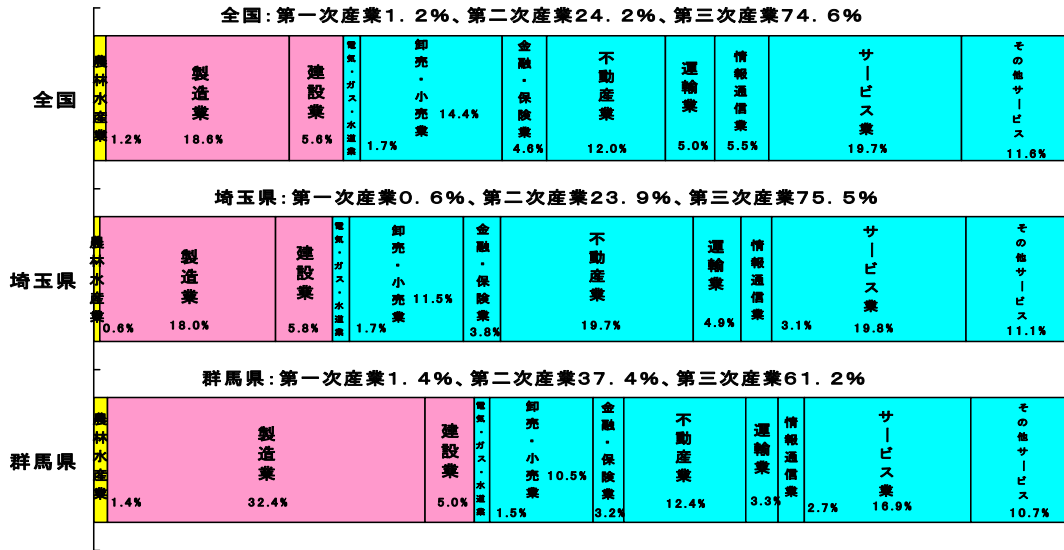 全国:第一次産業1.2%、第二次産業24.2%、第三次産業74.6%
全国
農林水産業
1.2%
製造業
18.6%
建設業
5.6%
電気・ガス・水道業
1.7%
卸売・小売業
14.4%
金融・保険業
4.6%
不動産業
12.0%
運輸業
5.0%
情報通信業
5.5%
サービス業
19.7%
その他サービス
11.6%
埼玉県:第一次産業0.6%、第二次産業23.9%、第三次産業75.5%
埼玉県
農林水産業
0.6%
製造業
18.0%
建設業
5.8%
電気・ガス・水道業
1.7%
卸売・小売業
11.5%
金融・保険業
3.8%
不動産業
19.7%
運輸業
4.9%
情報通信業
3.1%
サービス業
19.8%
その他サービス
11.1%
群馬県:第一次産業1.4%、第二次産業37.4%、第三次産業61.2%
群馬県
農林水産業
1.4%
製造業
32.4%
建設業
5.0%
電気・ガス・水道業
1.5%
卸売・小売業
10.5%
金融・保険業
3.2%
不動産業
12.4%
運輸業
3.3%
情報通信業
2.7%
サービス業
16.9%
その他サービス
10.7%